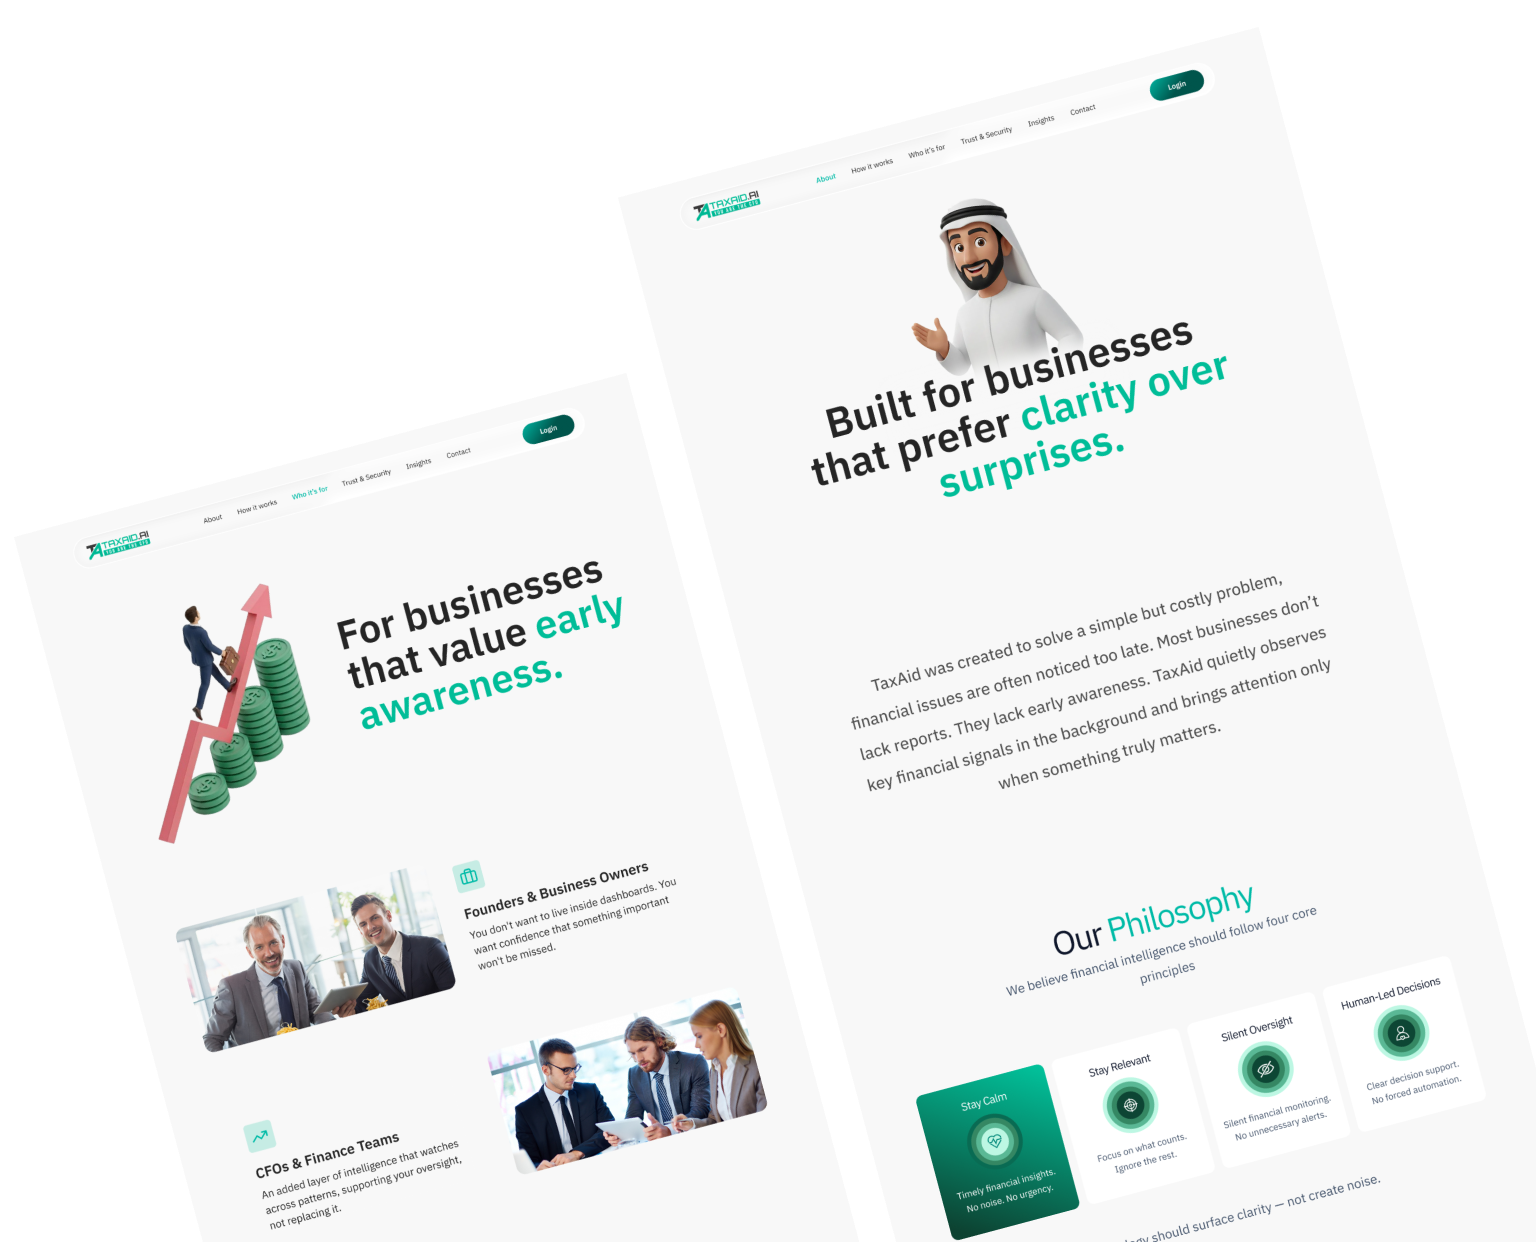 TAXAID.AI
YOU ARE THE CFO
About
How it works
Who it's for
Trust & Security
Insights
Contact
Login
For businesses
that value early
awareness.
Founders & Business Owners
You don't want to live inside dashboards. You
want confidence that something important
won't be missed.
CFOs & Finance Teams
An added layer of intelligence that watches
across patterns, supporting your oversight,
not replacing it.
TAXAID.AI
YOU ARE THE CFO
About
How it works
Who it's for
Trust & Security
Insights
Contact
Login
Built for businesses
that prefer clarity over
surprises.
TaxAid was created to solve a simple but costly problem,
financial issues are often noticed too late. Most businesses don't
lack reports. They lack early awareness. TaxAid quietly observes
key financial signals in the background and brings attention only
when something truly matters.
Our Philosophy
We believe financial intelligence should follow four core
principles
Stay Calm
Timely financial insights.
No noise. No urgency.
Stay Relevant
Focus on what counts.
Ignore the rest.
Silent Oversight
Silent financial monitoring.
No unnecessary alerts.
Human-Led Decisions
Clear decision support.
No forced automation.
should surface clarity — not create noise.